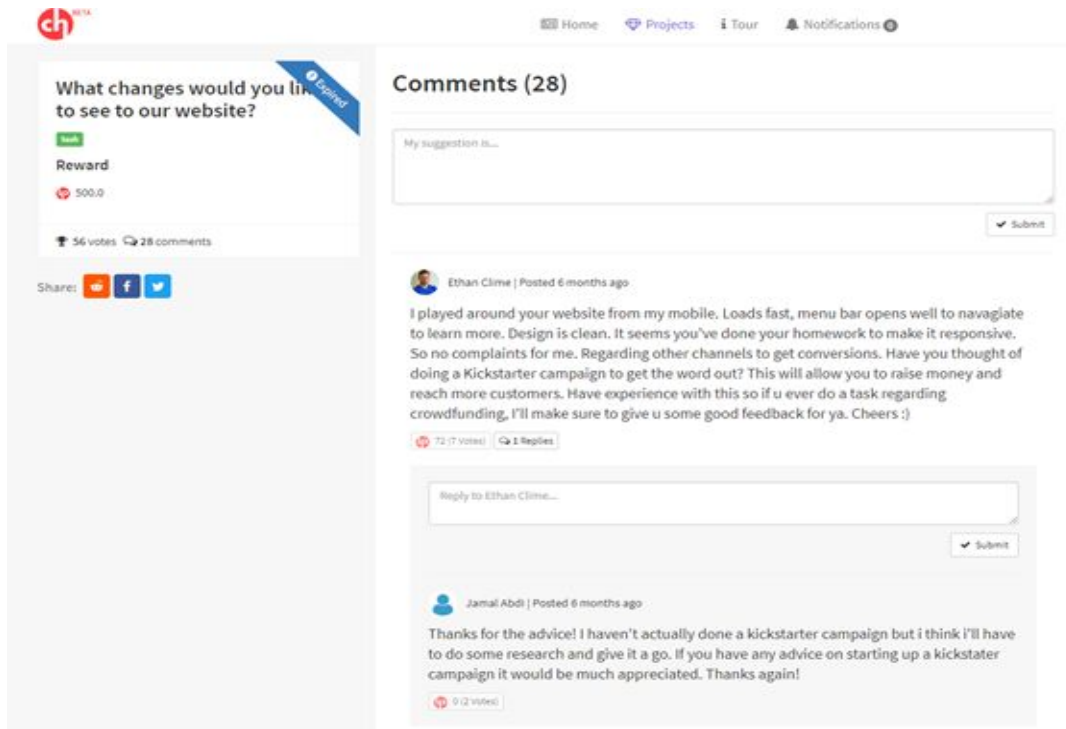 ch BETA
Home Projects i Tour Notifications 0
What changes would you lik
to see to our website?
Expired
task
Reward
500.0
56 votes 28 comments
Share:
Comments (28)
My suggestion is...
Submit
Ethan Clime | Posted 6 months ago
I played around your website from my mobile. Loads fast, menu bar opens well to navagiate
to learn more. Design is clean. It seems you've done your homework to make it responsive.
So no complaints for me. Regarding other channels to get conversions. Have you thought of
doing a Kickstarter campaign to get the word out? This will allow you to raise money and
reach more customers. Have experience with this so if u ever do a task regarding
crowdfunding, I'll make sure to give u some good feedback for ya. Cheers :)
72 (7 Votes) 1 Replies
Reply to Ethan Clime...
Submit
Jamal Abdi | Posted 6 months ago
Thanks for the advice! I haven't actually done a kickstarter campaign but i think i'll have
to do some research and give it a go. If you have any advice on starting up a kickstater
campaign it would be much appreciated. Thanks again!
0 (2 Votes)